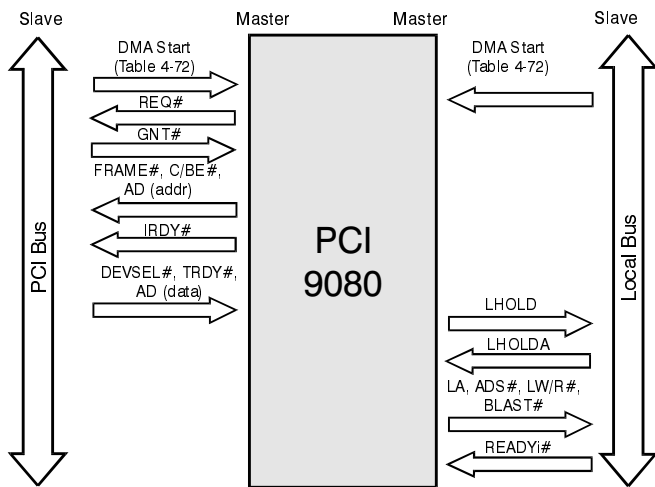 Slave
Master
Master
Slave
DMA Start
(Table 4-72)
REQ#
GNT#
FRAME#, C/BE#,
AD (addr)
IRDY#
DEVSEL#, TRDY#,
AD (data)
PCI Bus
PCI
9080
DMA Start
(Table 4-72)
LHOLD
LHOLDA
LA, ADS#, LW/R#,
BLAST#
READYi#
Local Bus